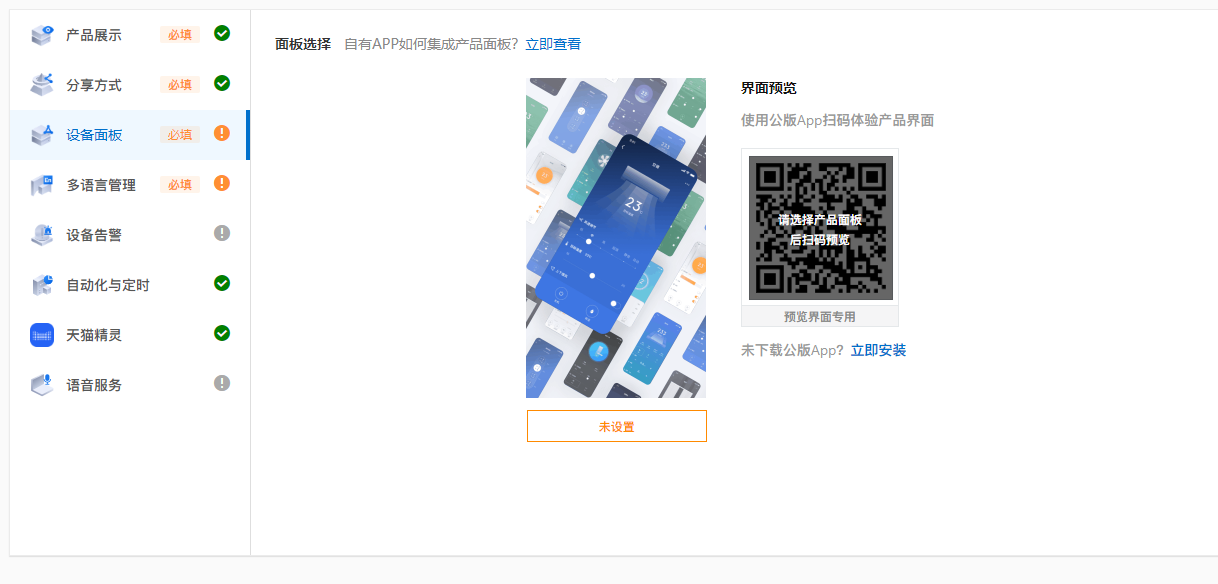 产品展示 必填
分享方式 必填
设备面板 必填
多语言管理 必填
设备告警
自动化与定时
天猫精灵
语音服务
面板选择 自有APP如何集成产品面板？立即查看
23
未设置
界面预览
使用公版App扫码体验产品界面
请选择产品面板
后扫码预览
预览界面专用
未下载公版App？立即安装